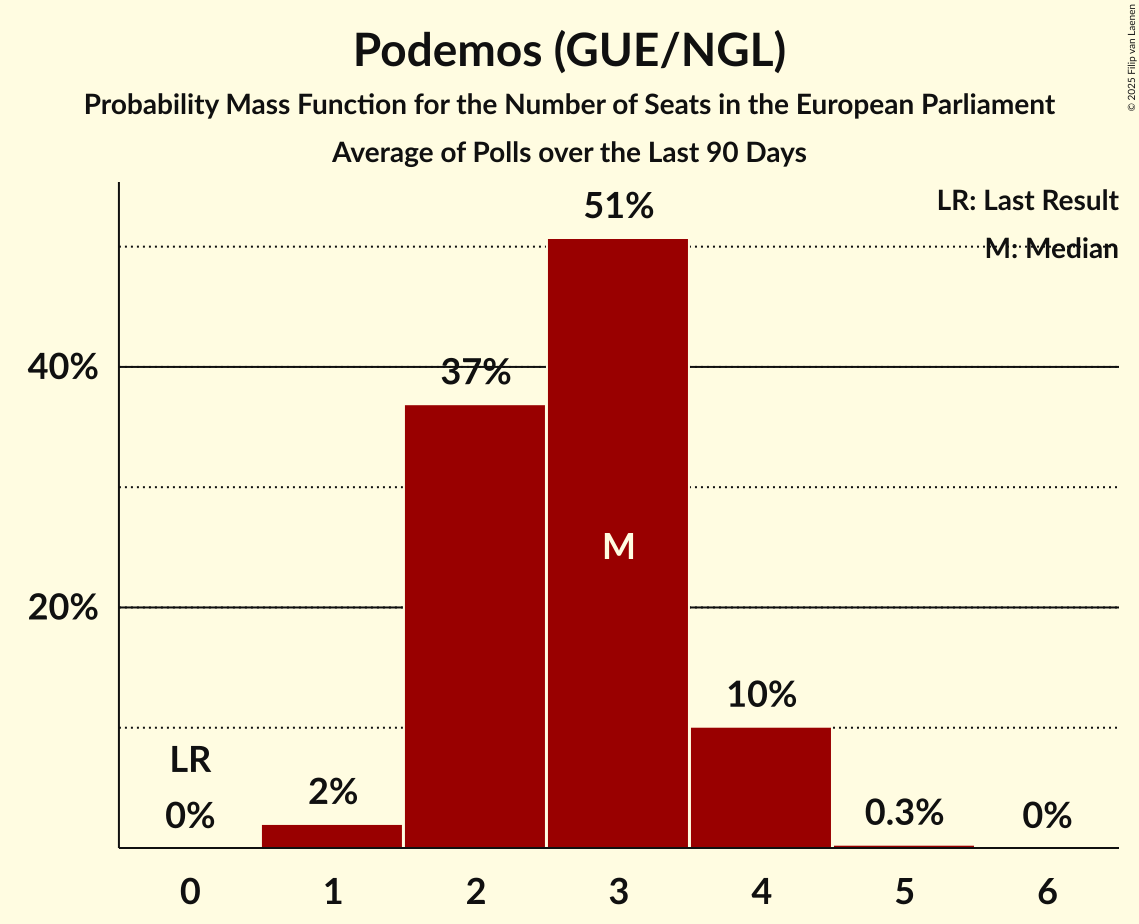 Podemos (GUE/NGL)
Probability Mass Function for the Number of Seats in the European Parliament
Average of Polls over the Last 90 Days
© 2025 Filip van Laenen
LR: Last Result
M: Median
51%
40%
37%
M
20%
10%
LR
0%
2%
0.3%
0%
0 1 2 3 4 5 6